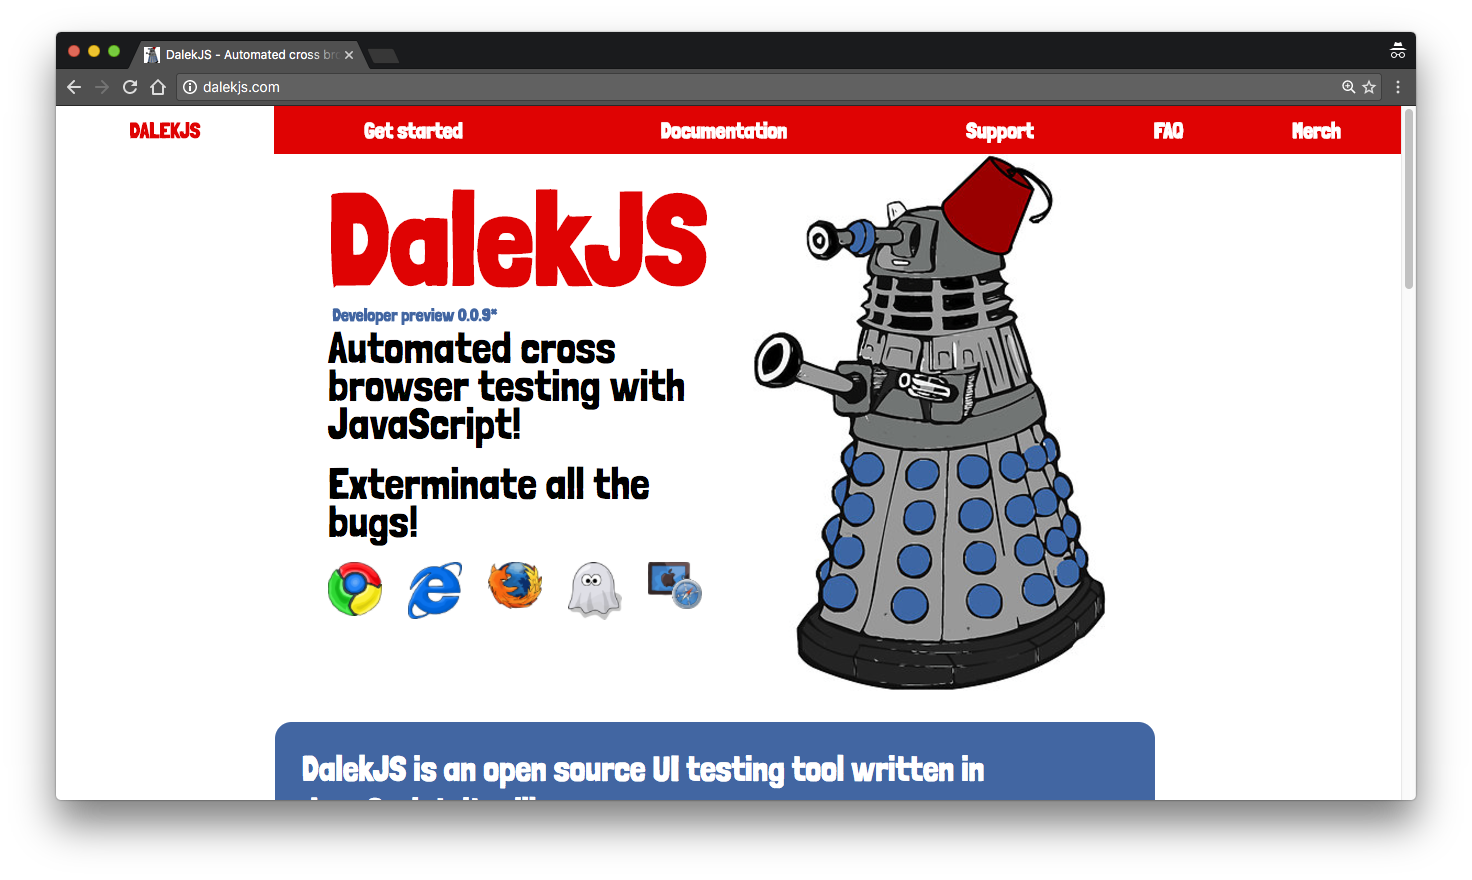 DalekJS - Automated cross br
dalekjs.com
DALEKJS
Get started
Documentation
Support
FAQ
Merch
DalekJS
Developer preview 0.0.9*
Automated cross
browser testing with
JavaScript!
Exterminate all the
bugs!
DalekJS is an open source UI testing tool written in